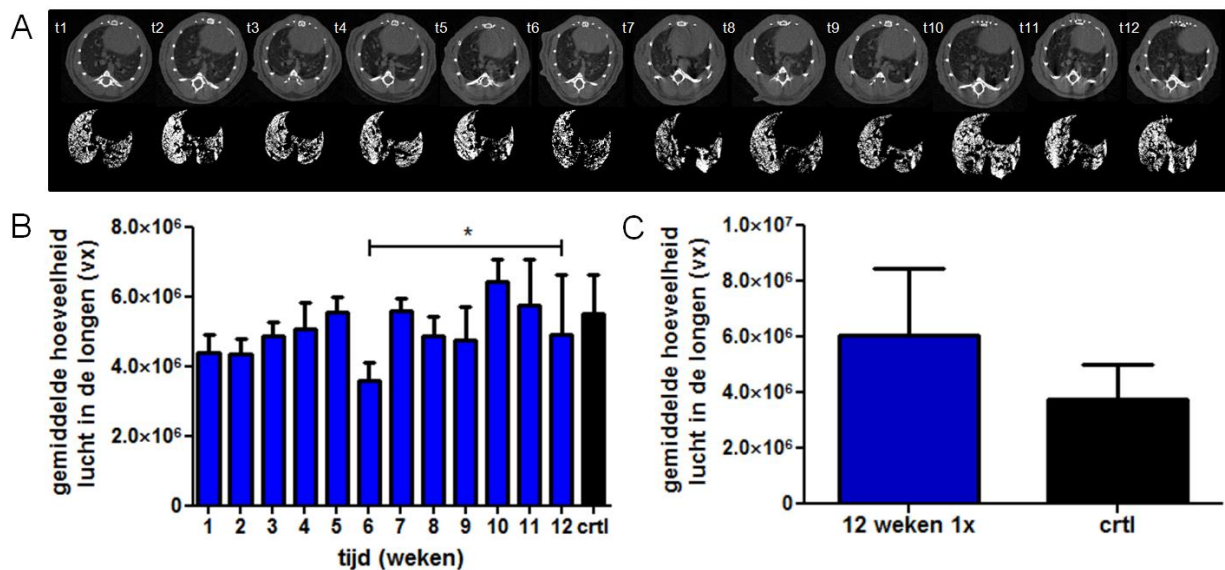 A
t1 t2 t3 t4 t5 t6 t7 t8 t9 t10 t11 t12
B
gemiddelde hoeveelheid
lucht in de longen (vx)
8.0×10⁶
6.0×10⁶
4.0×10⁶
2.0×10⁶
0
*
1 2 3 4 5 6 7 8 9 10 11 12 crtl
tijd (weken)
C
gemiddelde hoeveelheid
lucht in de longen (vx)
1.0×10⁷
8.0×10⁶
6.0×10⁶
4.0×10⁶
2.0×10⁶
0
12 weken 1x crtl